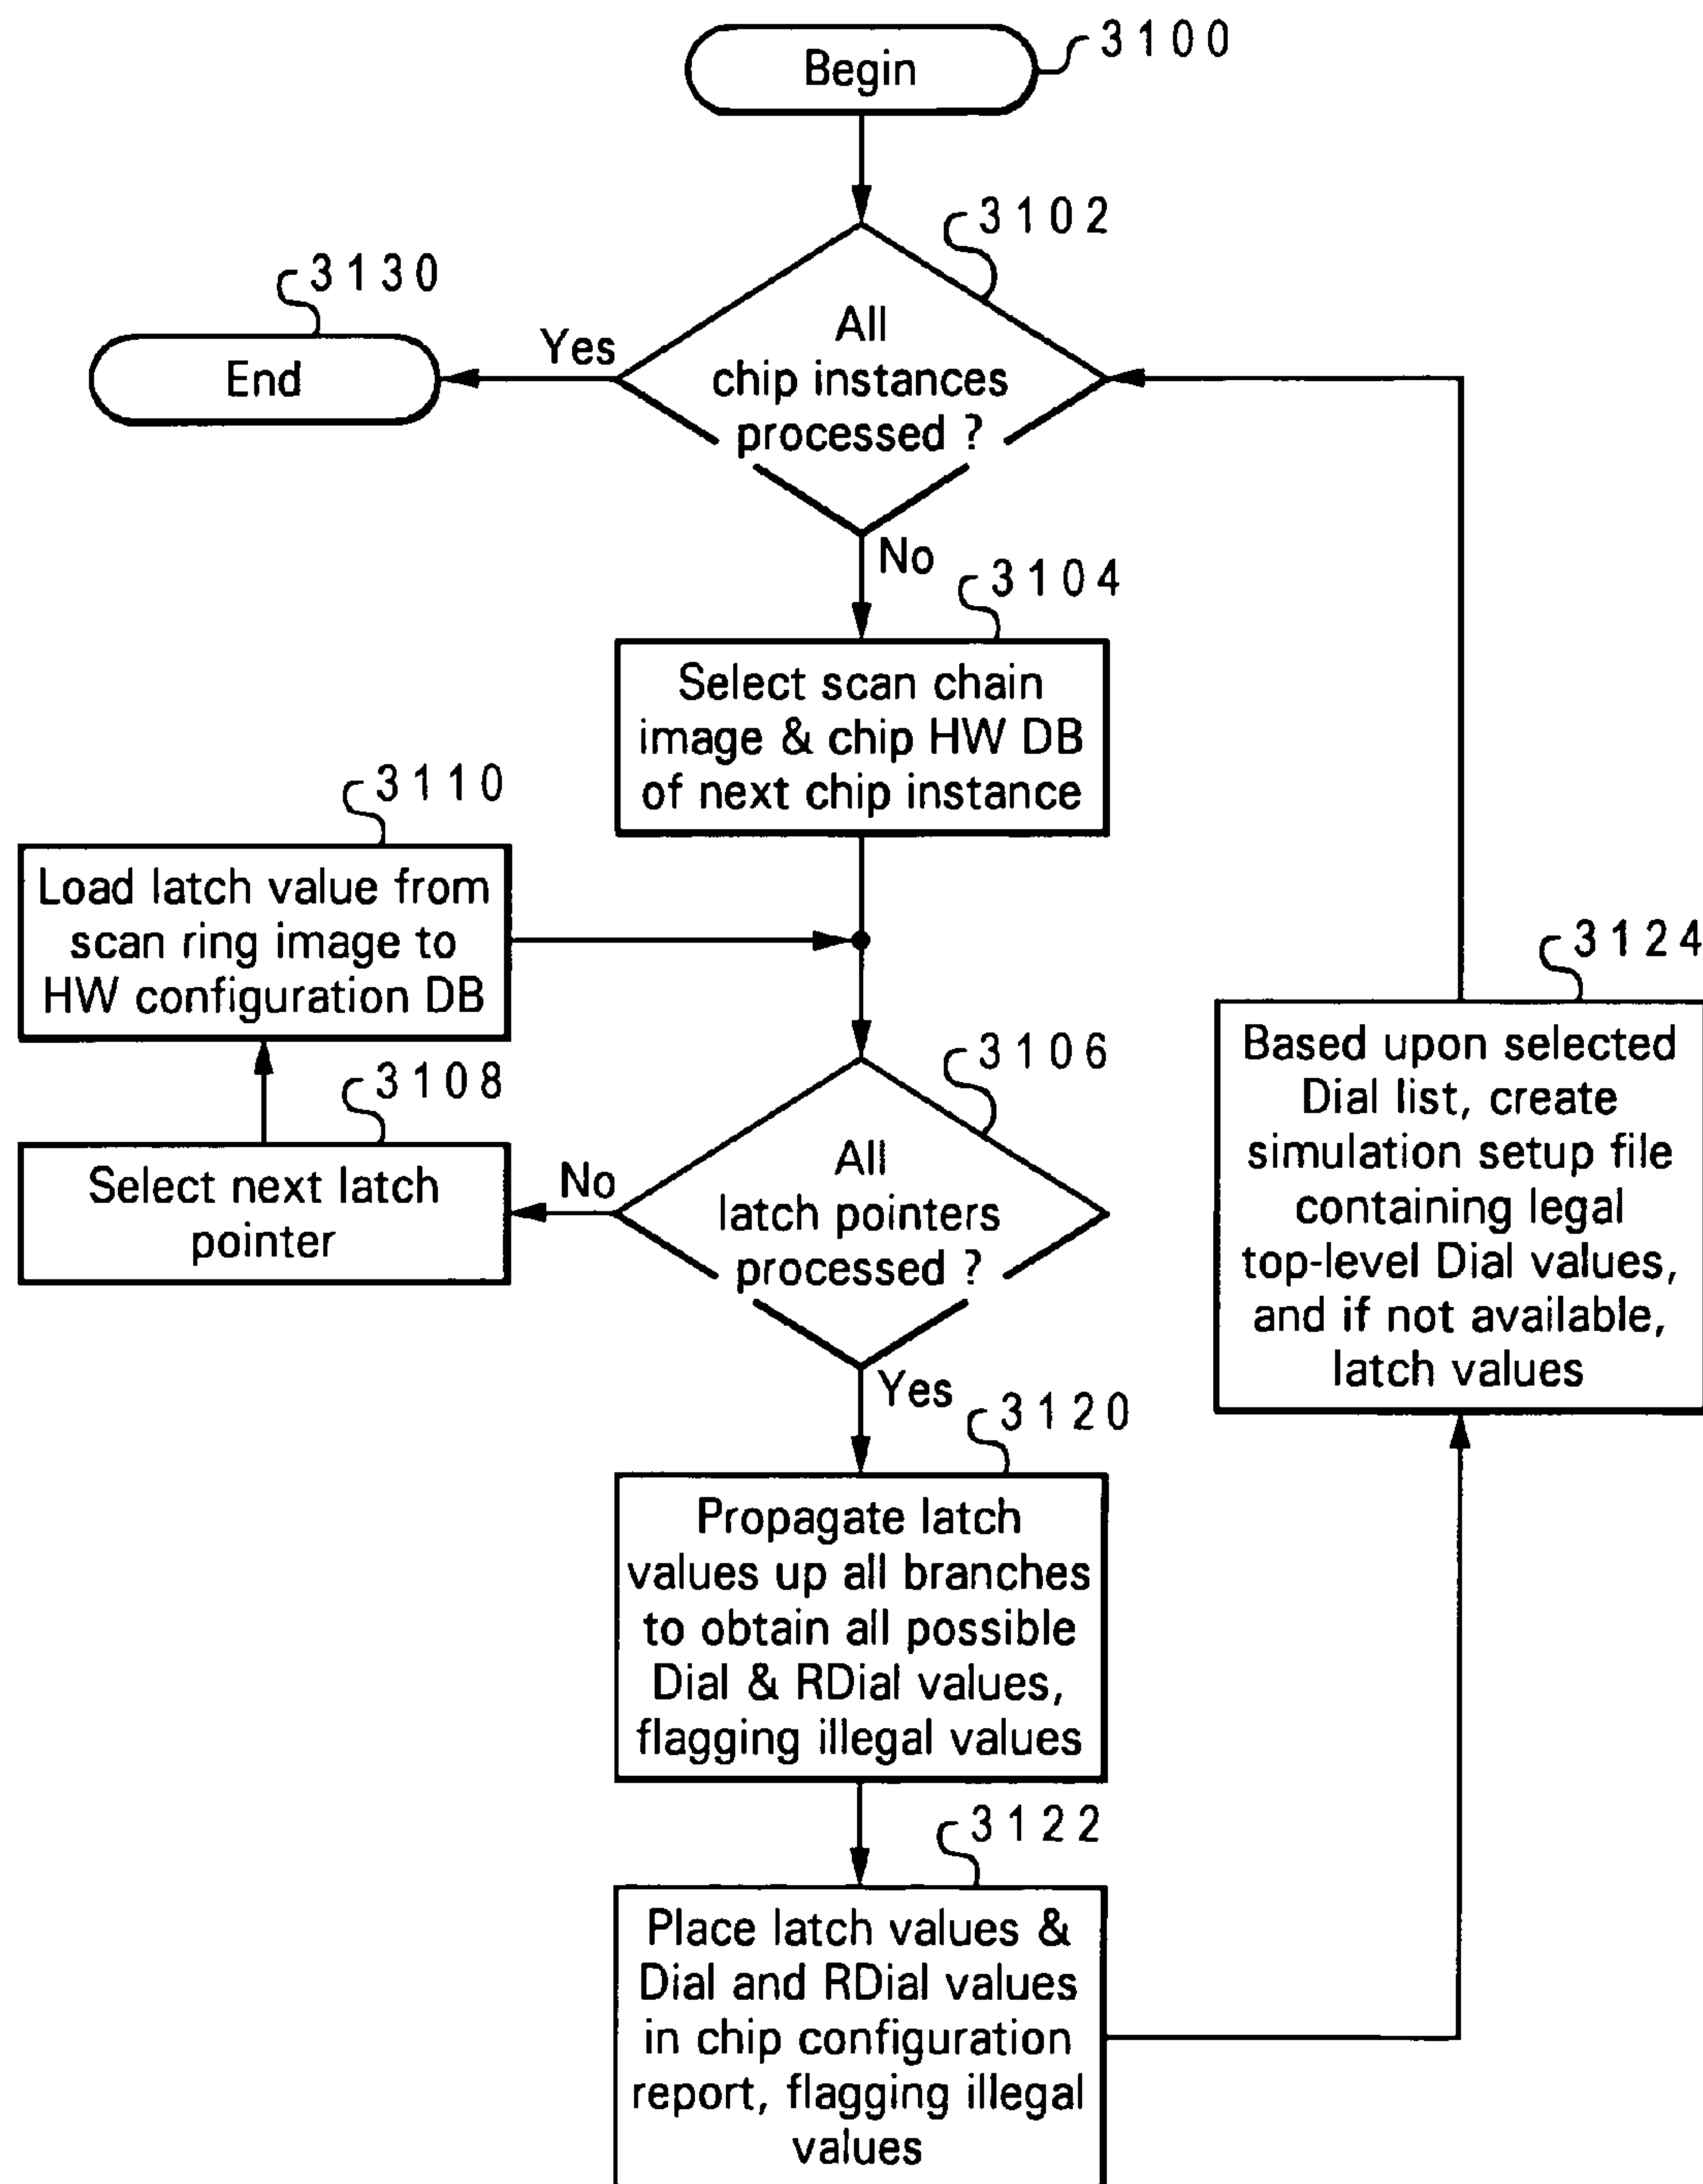 Begin
3100
3102
All
chip instances
processed ?
Yes
3130
End
No
3104
Select scan chain
image & chip HW DB
of next chip instance
3110
Load latch value from
scan ring image to
HW configuration DB
3108
Select next latch
pointer
3106
All
latch pointers
processed ?
No
Yes
3120
Propagate latch
values up all branches
to obtain all possible
Dial & RDial values,
flagging illegal values
3122
Place latch values &
Dial and RDial values
in chip configuration
report, flagging illegal
values
3124
Based upon selected
Dial list, create
simulation setup file
containing legal
top-level Dial values,
and if not available,
latch values